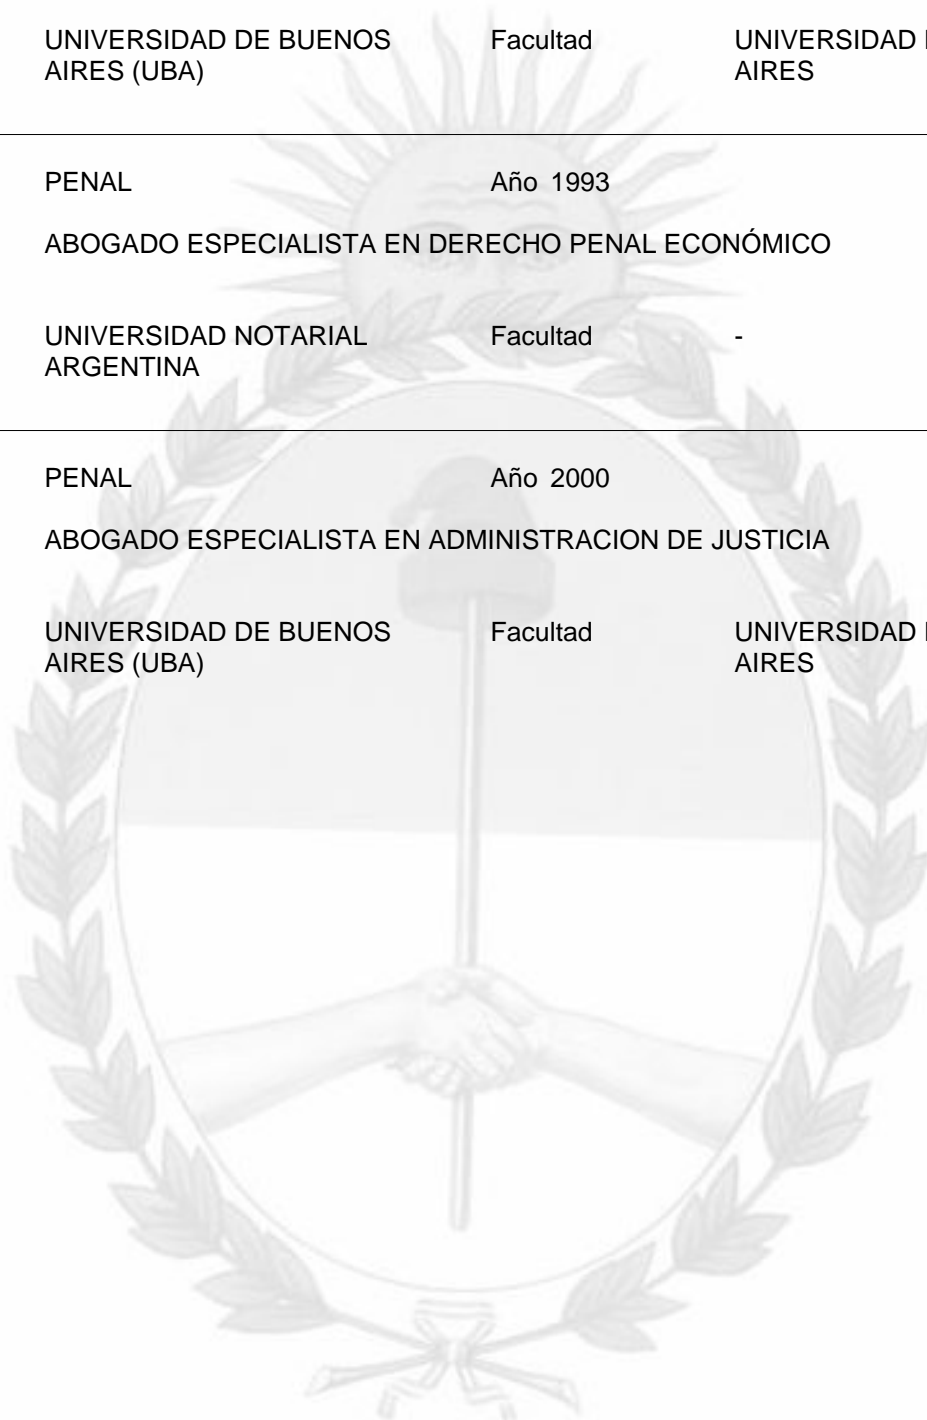 UNIVERSIDAD DE BUENOS Facultad UNIVERSIDAD
AIRES (UBA) AIRES
PENAL Año 1993
ABOGADO ESPECIALISTA EN DERECHO PENAL ECONÓMICO
UNIVERSIDAD NOTARIAL Facultad -
ARGENTINA
PENAL Año 2000
ABOGADO ESPECIALISTA EN ADMINISTRACION DE JUSTICIA
UNIVERSIDAD DE BUENOS Facultad UNIVERSIDAD
AIRES (UBA) AIRES